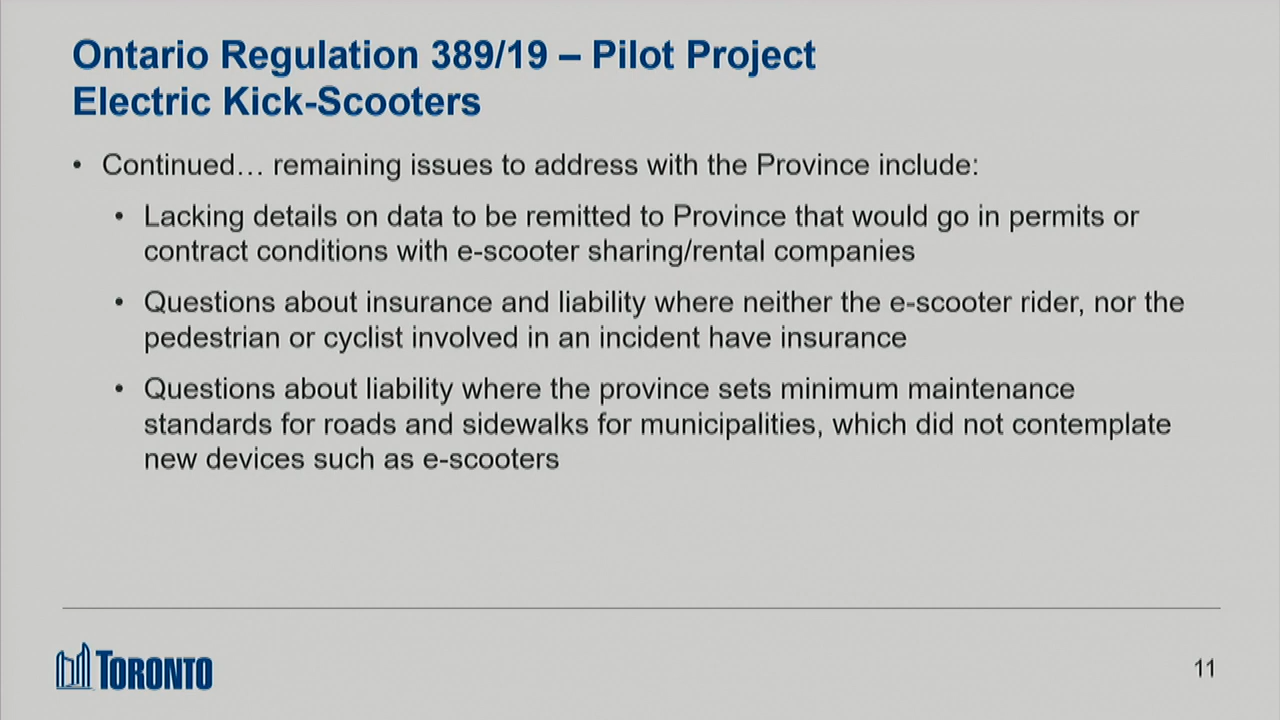 Ontario Regulation 389/19 – Pilot Project
Electric Kick-Scooters
• Continued… remaining issues to address with the Province include:
• Lacking details on data to be remitted to Province that would go in permits or
contract conditions with e-scooter sharing/rental companies
• Questions about insurance and liability where neither the e-scooter rider, nor the
pedestrian or cyclist involved in an incident have insurance
• Questions about liability where the province sets minimum maintenance
standards for roads and sidewalks for municipalities, which did not contemplate
new devices such as e-scooters
TORONTO
11